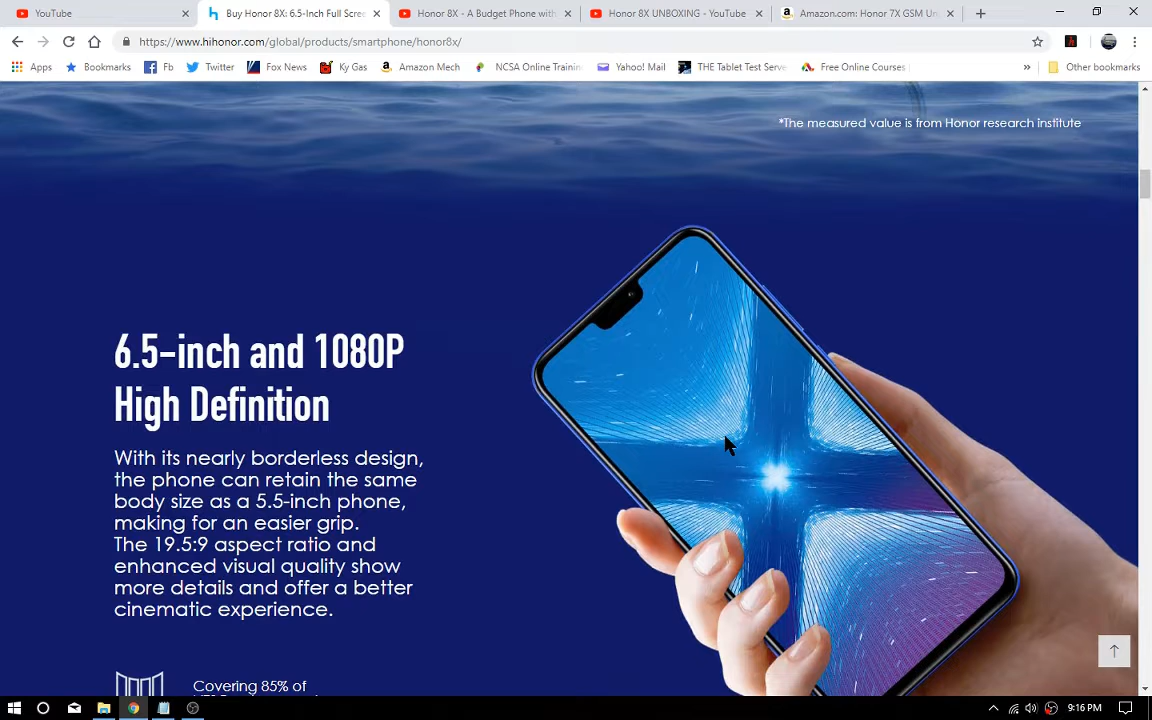 YouTube
Buy Honor 8X: 6.5-Inch Full Scree
Honor 8X - A Budget Phone with
Honor 8X UNBOXING - YouTube
Amazon.com: Honor 7X GSM Un
https://www.hihonor.com/global/products/smartphone/honor8x/
Apps
Bookmarks
Fb
Twitter
Fox News
Ky Gas
Amazon Mech
NCSA Online Trainin
Yahoo! Mail
THE Tablet Test Serve
Free Online Courses
»
Other bookmarks
*The measured value is from Honor research institute
6.5-inch and 1080P
High Definition
With its nearly borderless design,
the phone can retain the same
body size as a 5.5-inch phone,
making for an easier grip.
The 19.5:9 aspect ratio and
enhanced visual quality show
more details and offer a better
cinematic experience.
Covering 85% of
9:16 PM